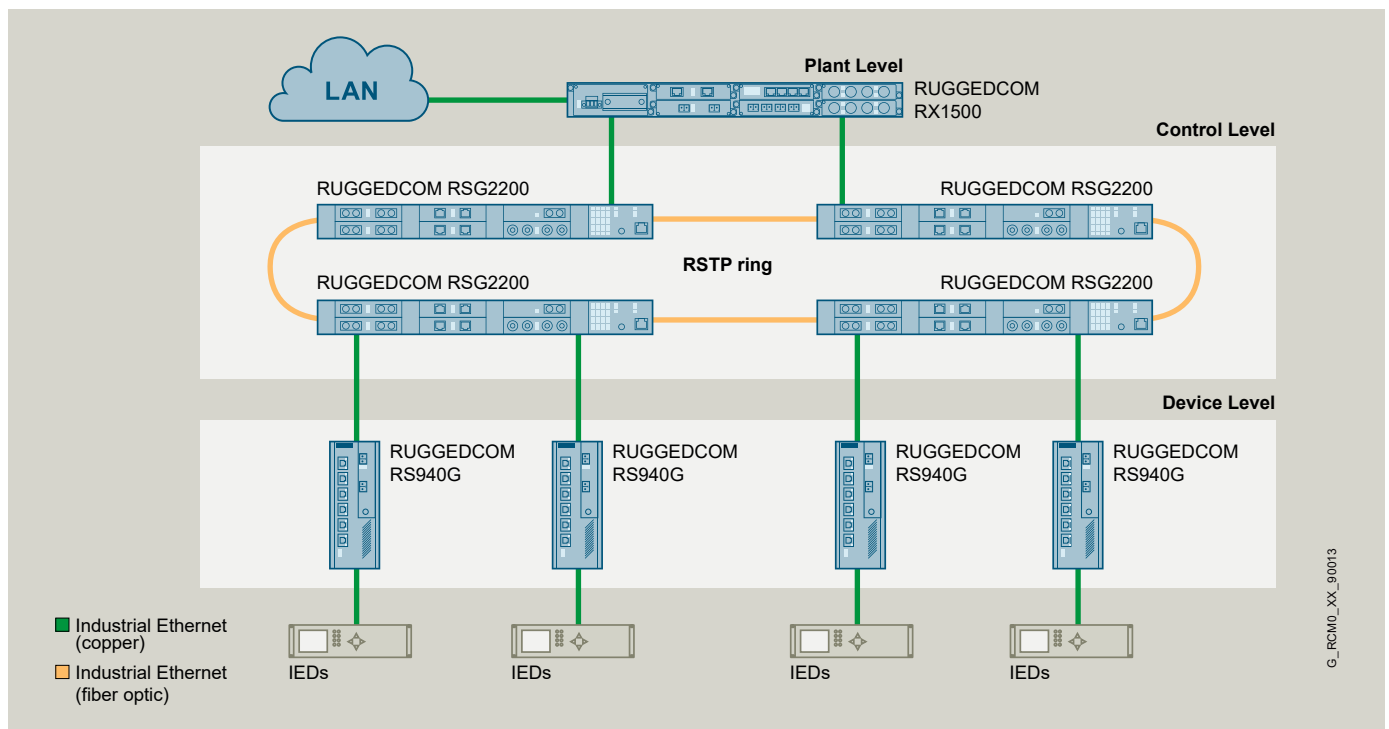 LAN
Plant Level
RUGGEDCOM
RX1500
Control Level
RUGGEDCOM RSG2200
RUGGEDCOM RSG2200
RSTP ring
RUGGEDCOM RSG2200
RUGGEDCOM RSG2200
Device Level
RUGGEDCOM
RS940G
RUGGEDCOM
RS940G
RUGGEDCOM
RS940G
RUGGEDCOM
RS940G
Industrial Ethernet
(copper)
Industrial Ethernet
(fiber optic)
IEDs
IEDs
IEDs
IEDs
G_RCM0_XX_90013